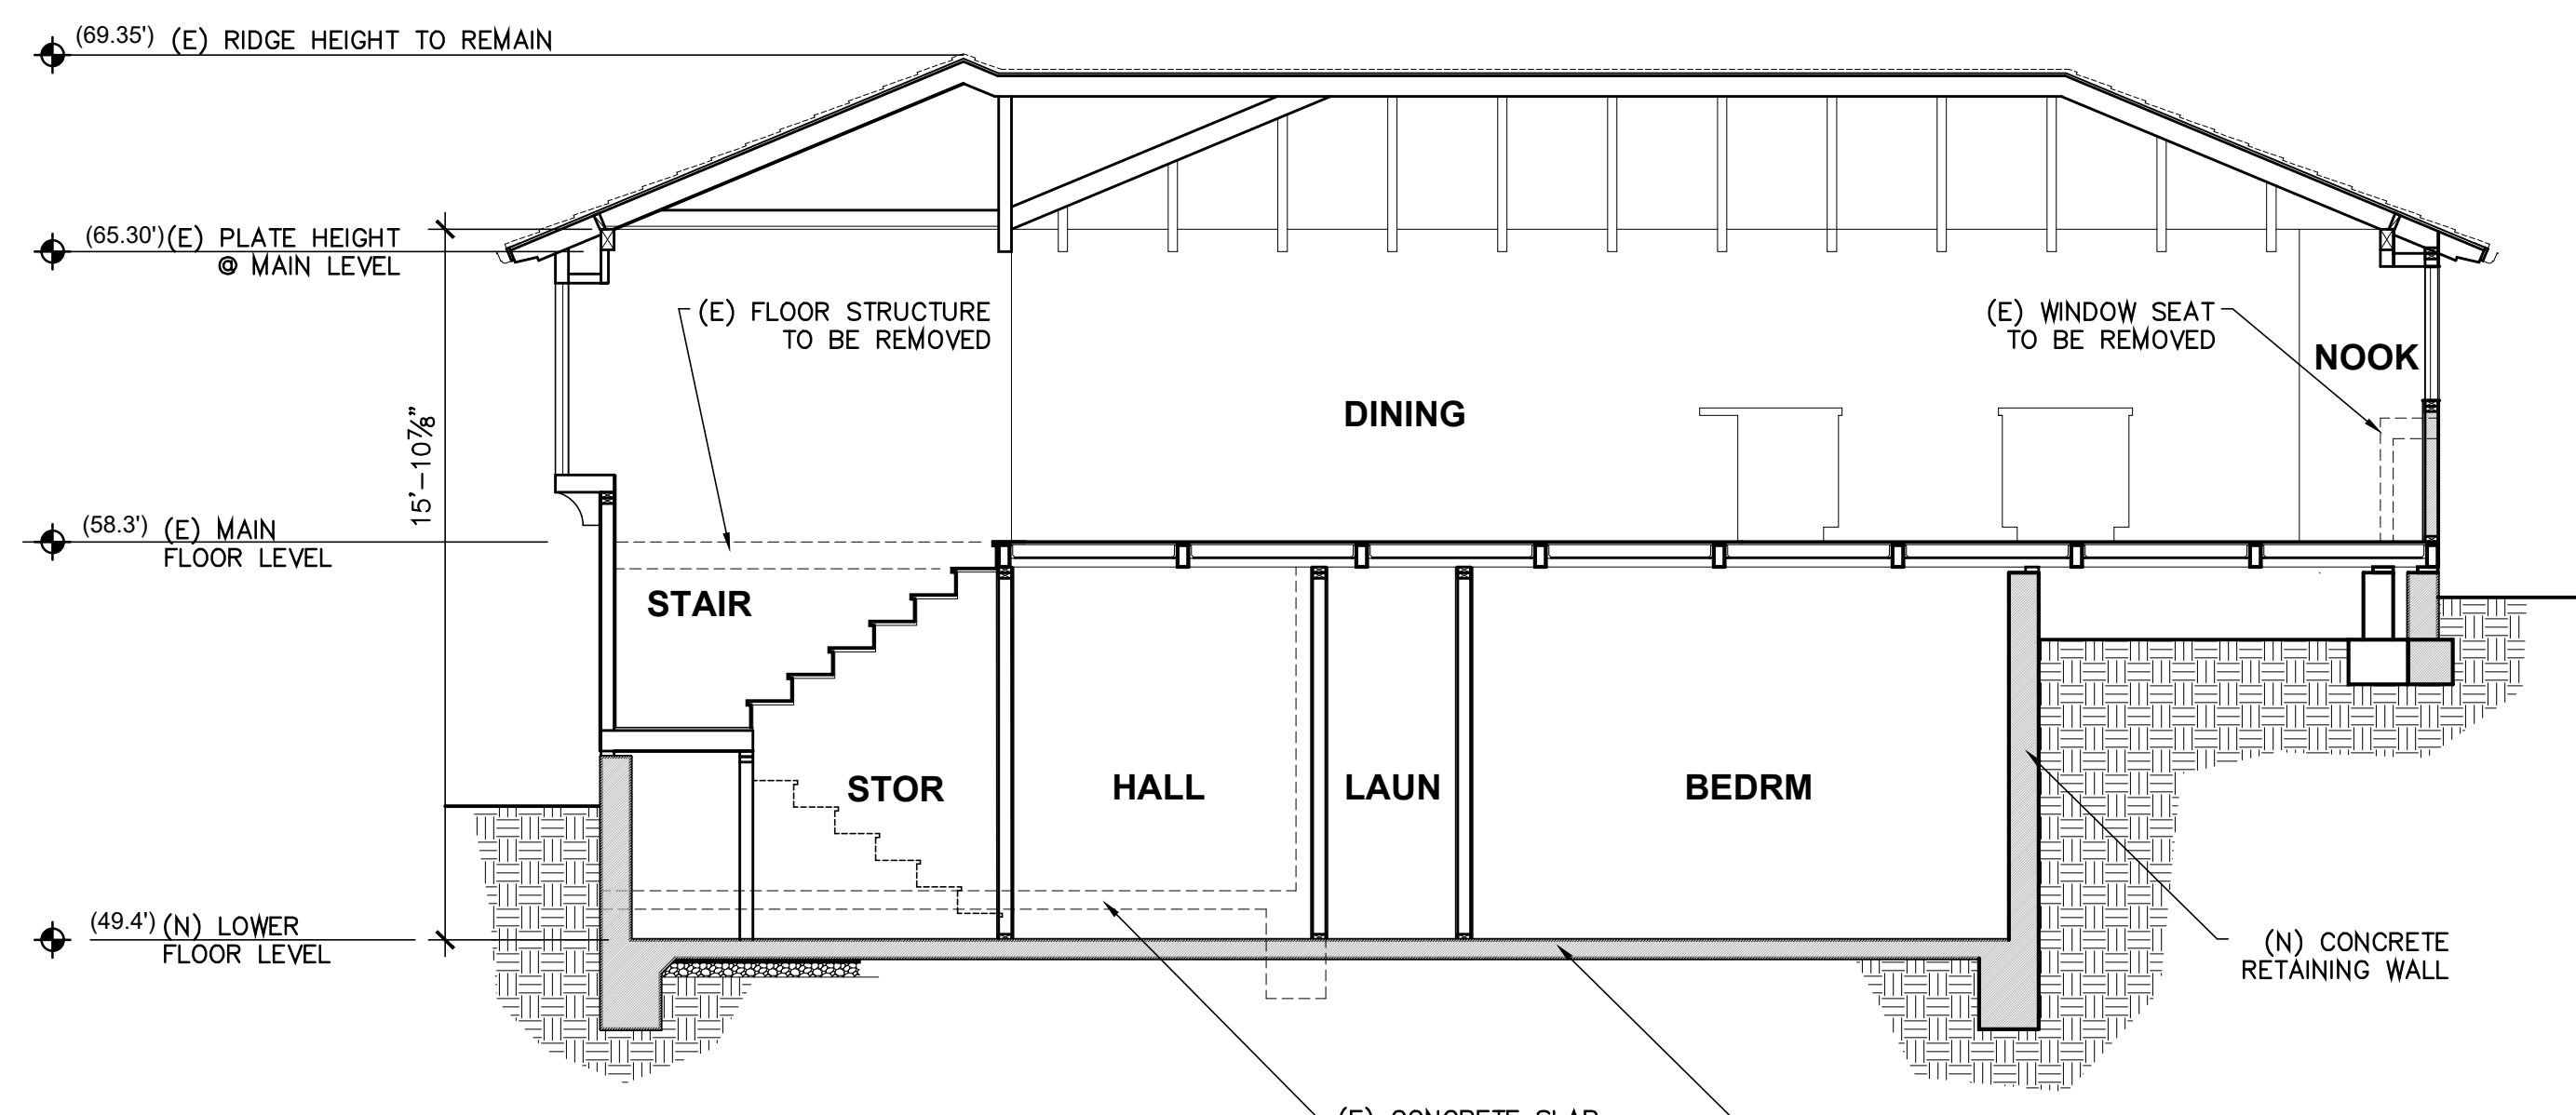 (69.35') (E) RIDGE HEIGHT TO REMAIN
(65.30') (E) PLATE HEIGHT
@ MAIN LEVEL
(E) FLOOR STRUCTURE
TO BE REMOVED
(E) WINDOW SEAT
TO BE REMOVED
NOOK
DINING
15'-10⅞"
(58.3') (E) MAIN
FLOOR LEVEL
STAIR
STOR
HALL
LAUN
BEDRM
(49.4') (N) LOWER
FLOOR LEVEL
(N) CONCRETE
RETAINING WALL
(E) CONCRETE SLAB